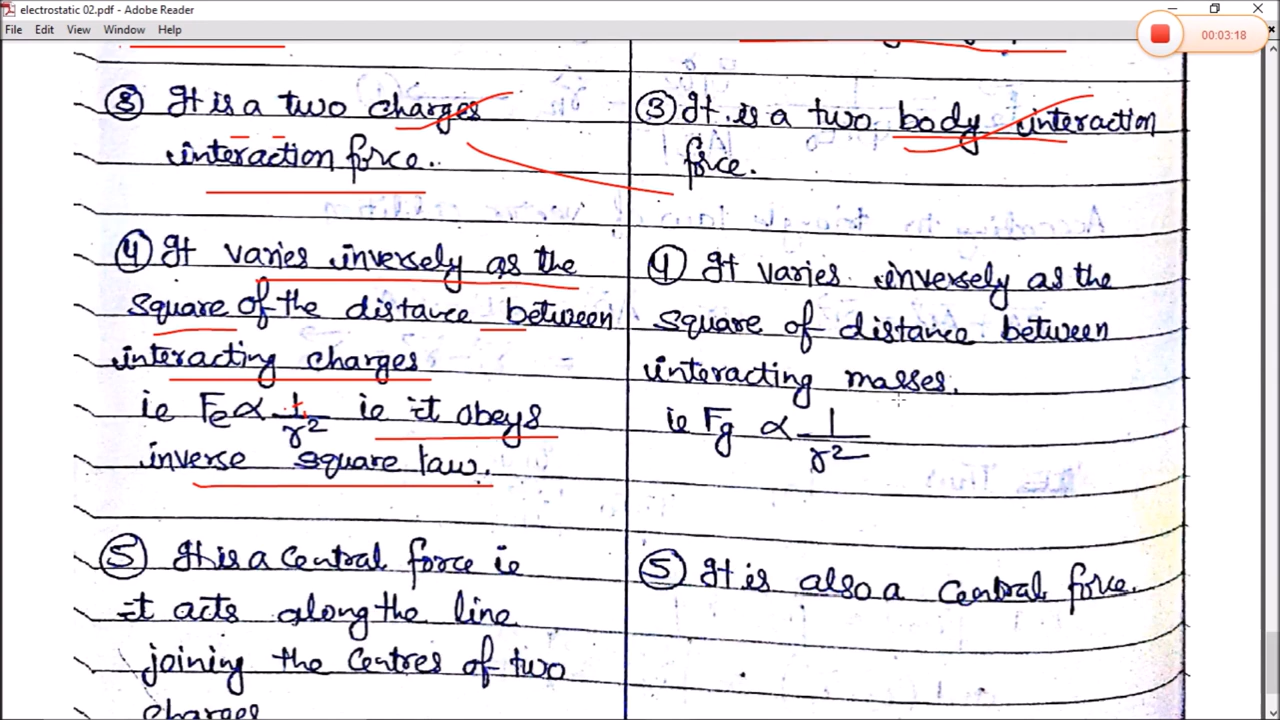 electrostatic 02.pdf - Adobe Reader
File Edit View Window Help
00:03:18
③ It is a two charges
interaction force.
④ It varies inversely as the
square of the distance between
interacting charges.
ie Fe ∝ 1/r² ie it obeys
inverse square law.
⑤ It is a Central force ie
it acts along the line
joining the centres of two
charges
③ It is a two body interaction
force.
④ It varies inversely as the
square of distance between
interacting masses.
ie Fg ∝ 1/r²
⑤ It is also a Central force.